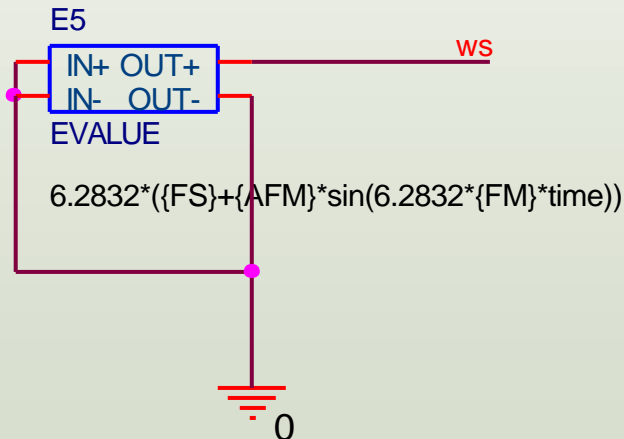 E5
ws
IN+ OUT+
IN- OUT-
EVALUE
6.2832*({FS}+{AFM}*sin(6.2832*{FM}*time))
0